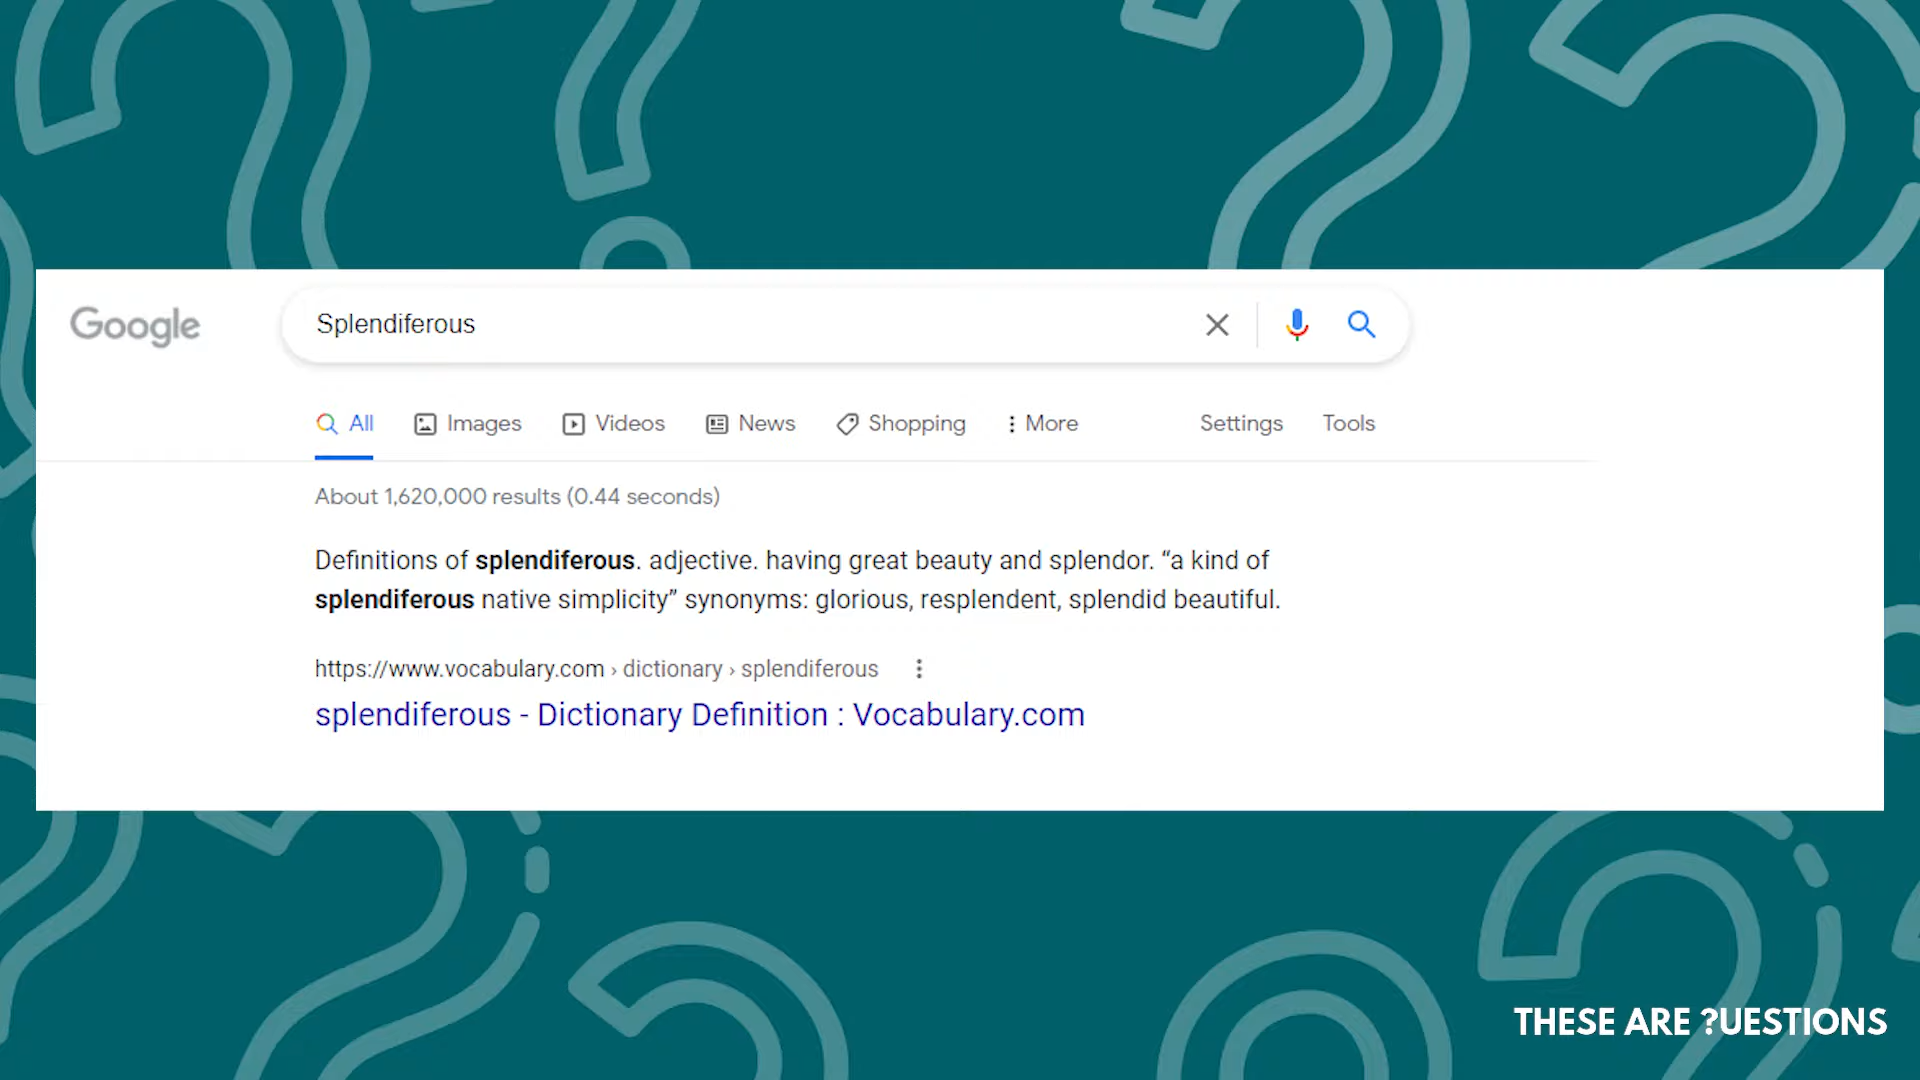 Google
Splendiferous
All Images Videos News Shopping More Settings Tools
About 1,620,000 results (0.44 seconds)
Definitions of splendiferous. adjective. having great beauty and splendor. “a kind of
splendiferous native simplicity” synonyms: glorious, resplendent, splendid beautiful.
https://www.vocabulary.com › dictionary › splendiferous
splendiferous - Dictionary Definition : Vocabulary.com
THESE ARE ?UESTIONS